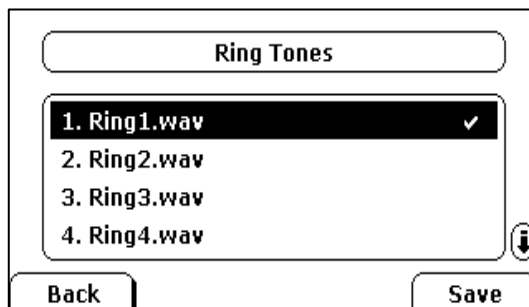 Ring Tones
1. Ring1.wav
2. Ring2.wav
3. Ring3.wav
4. Ring4.wav
Back Save